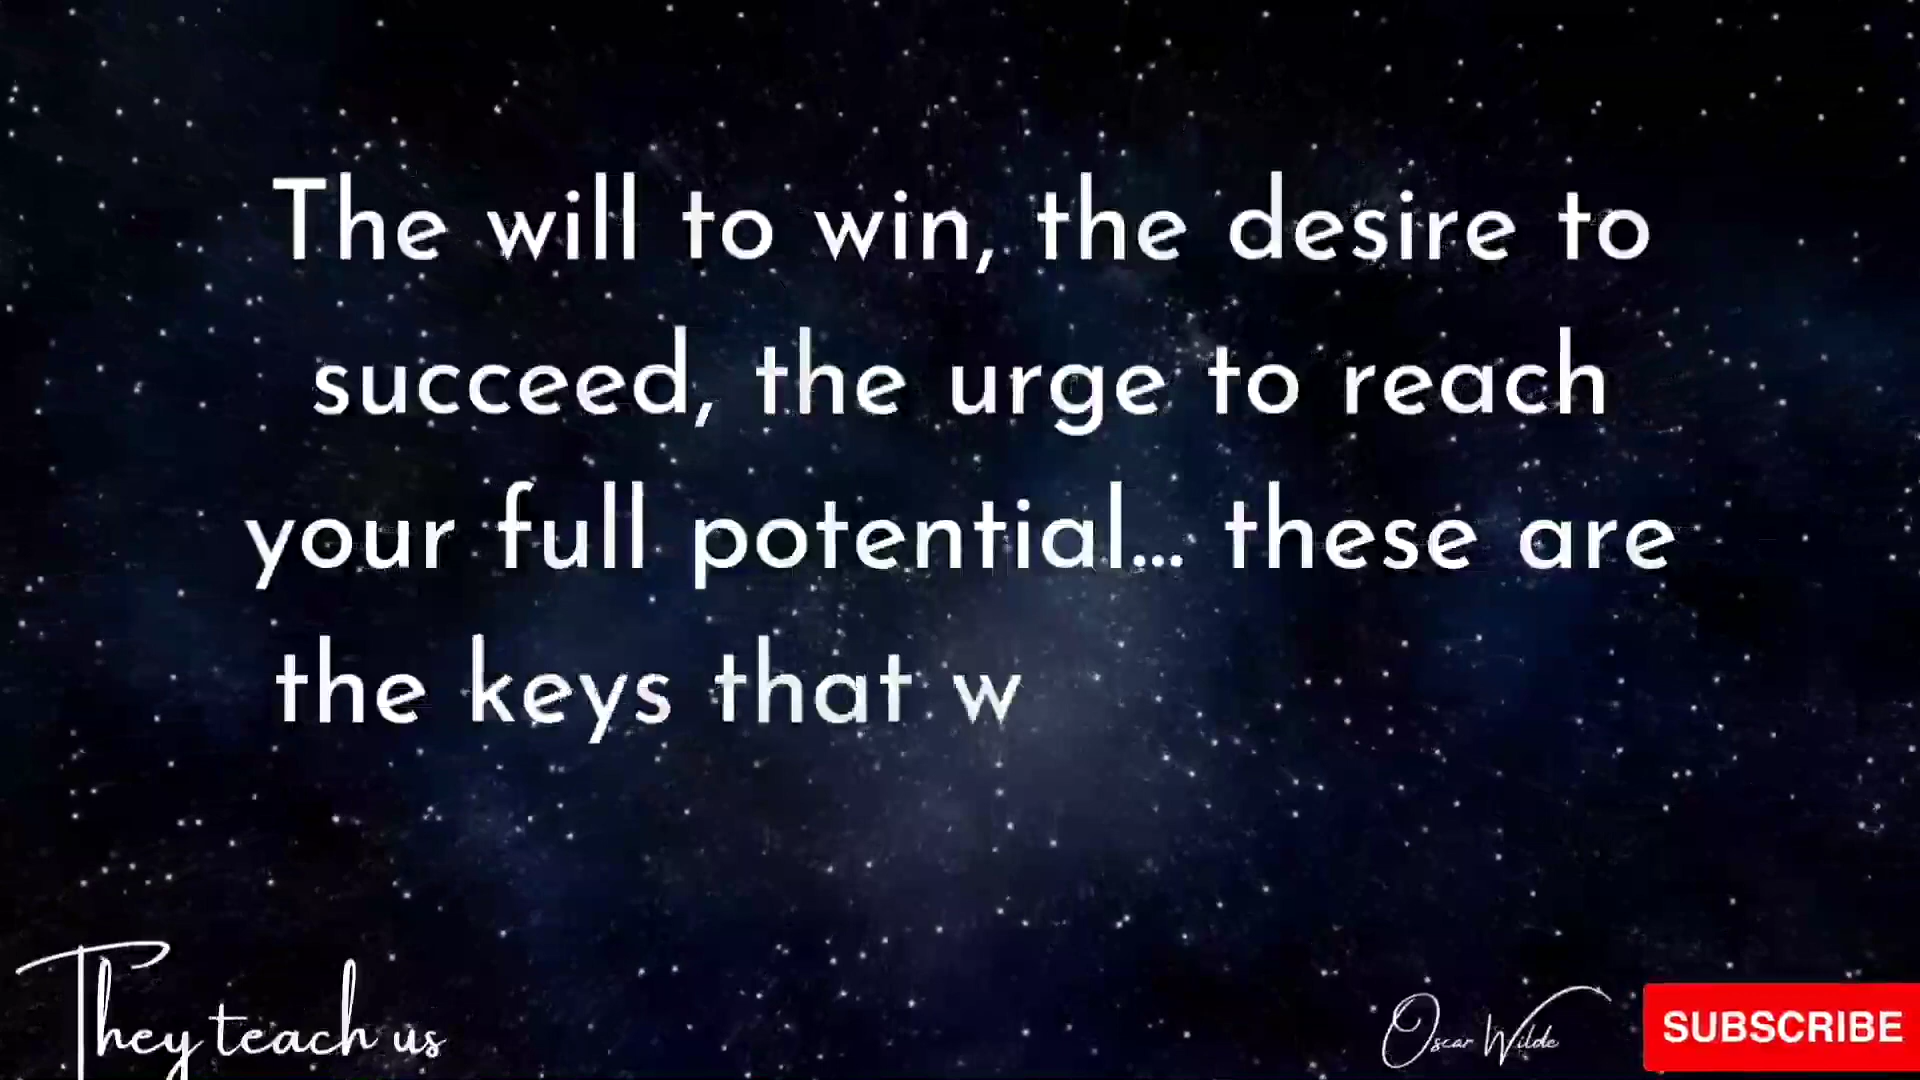 The will to win, the desire to
succeed, the urge to reach
your full potential... these are
the keys that w
They teach us
Oscar Wilde
SUBSCRIBE